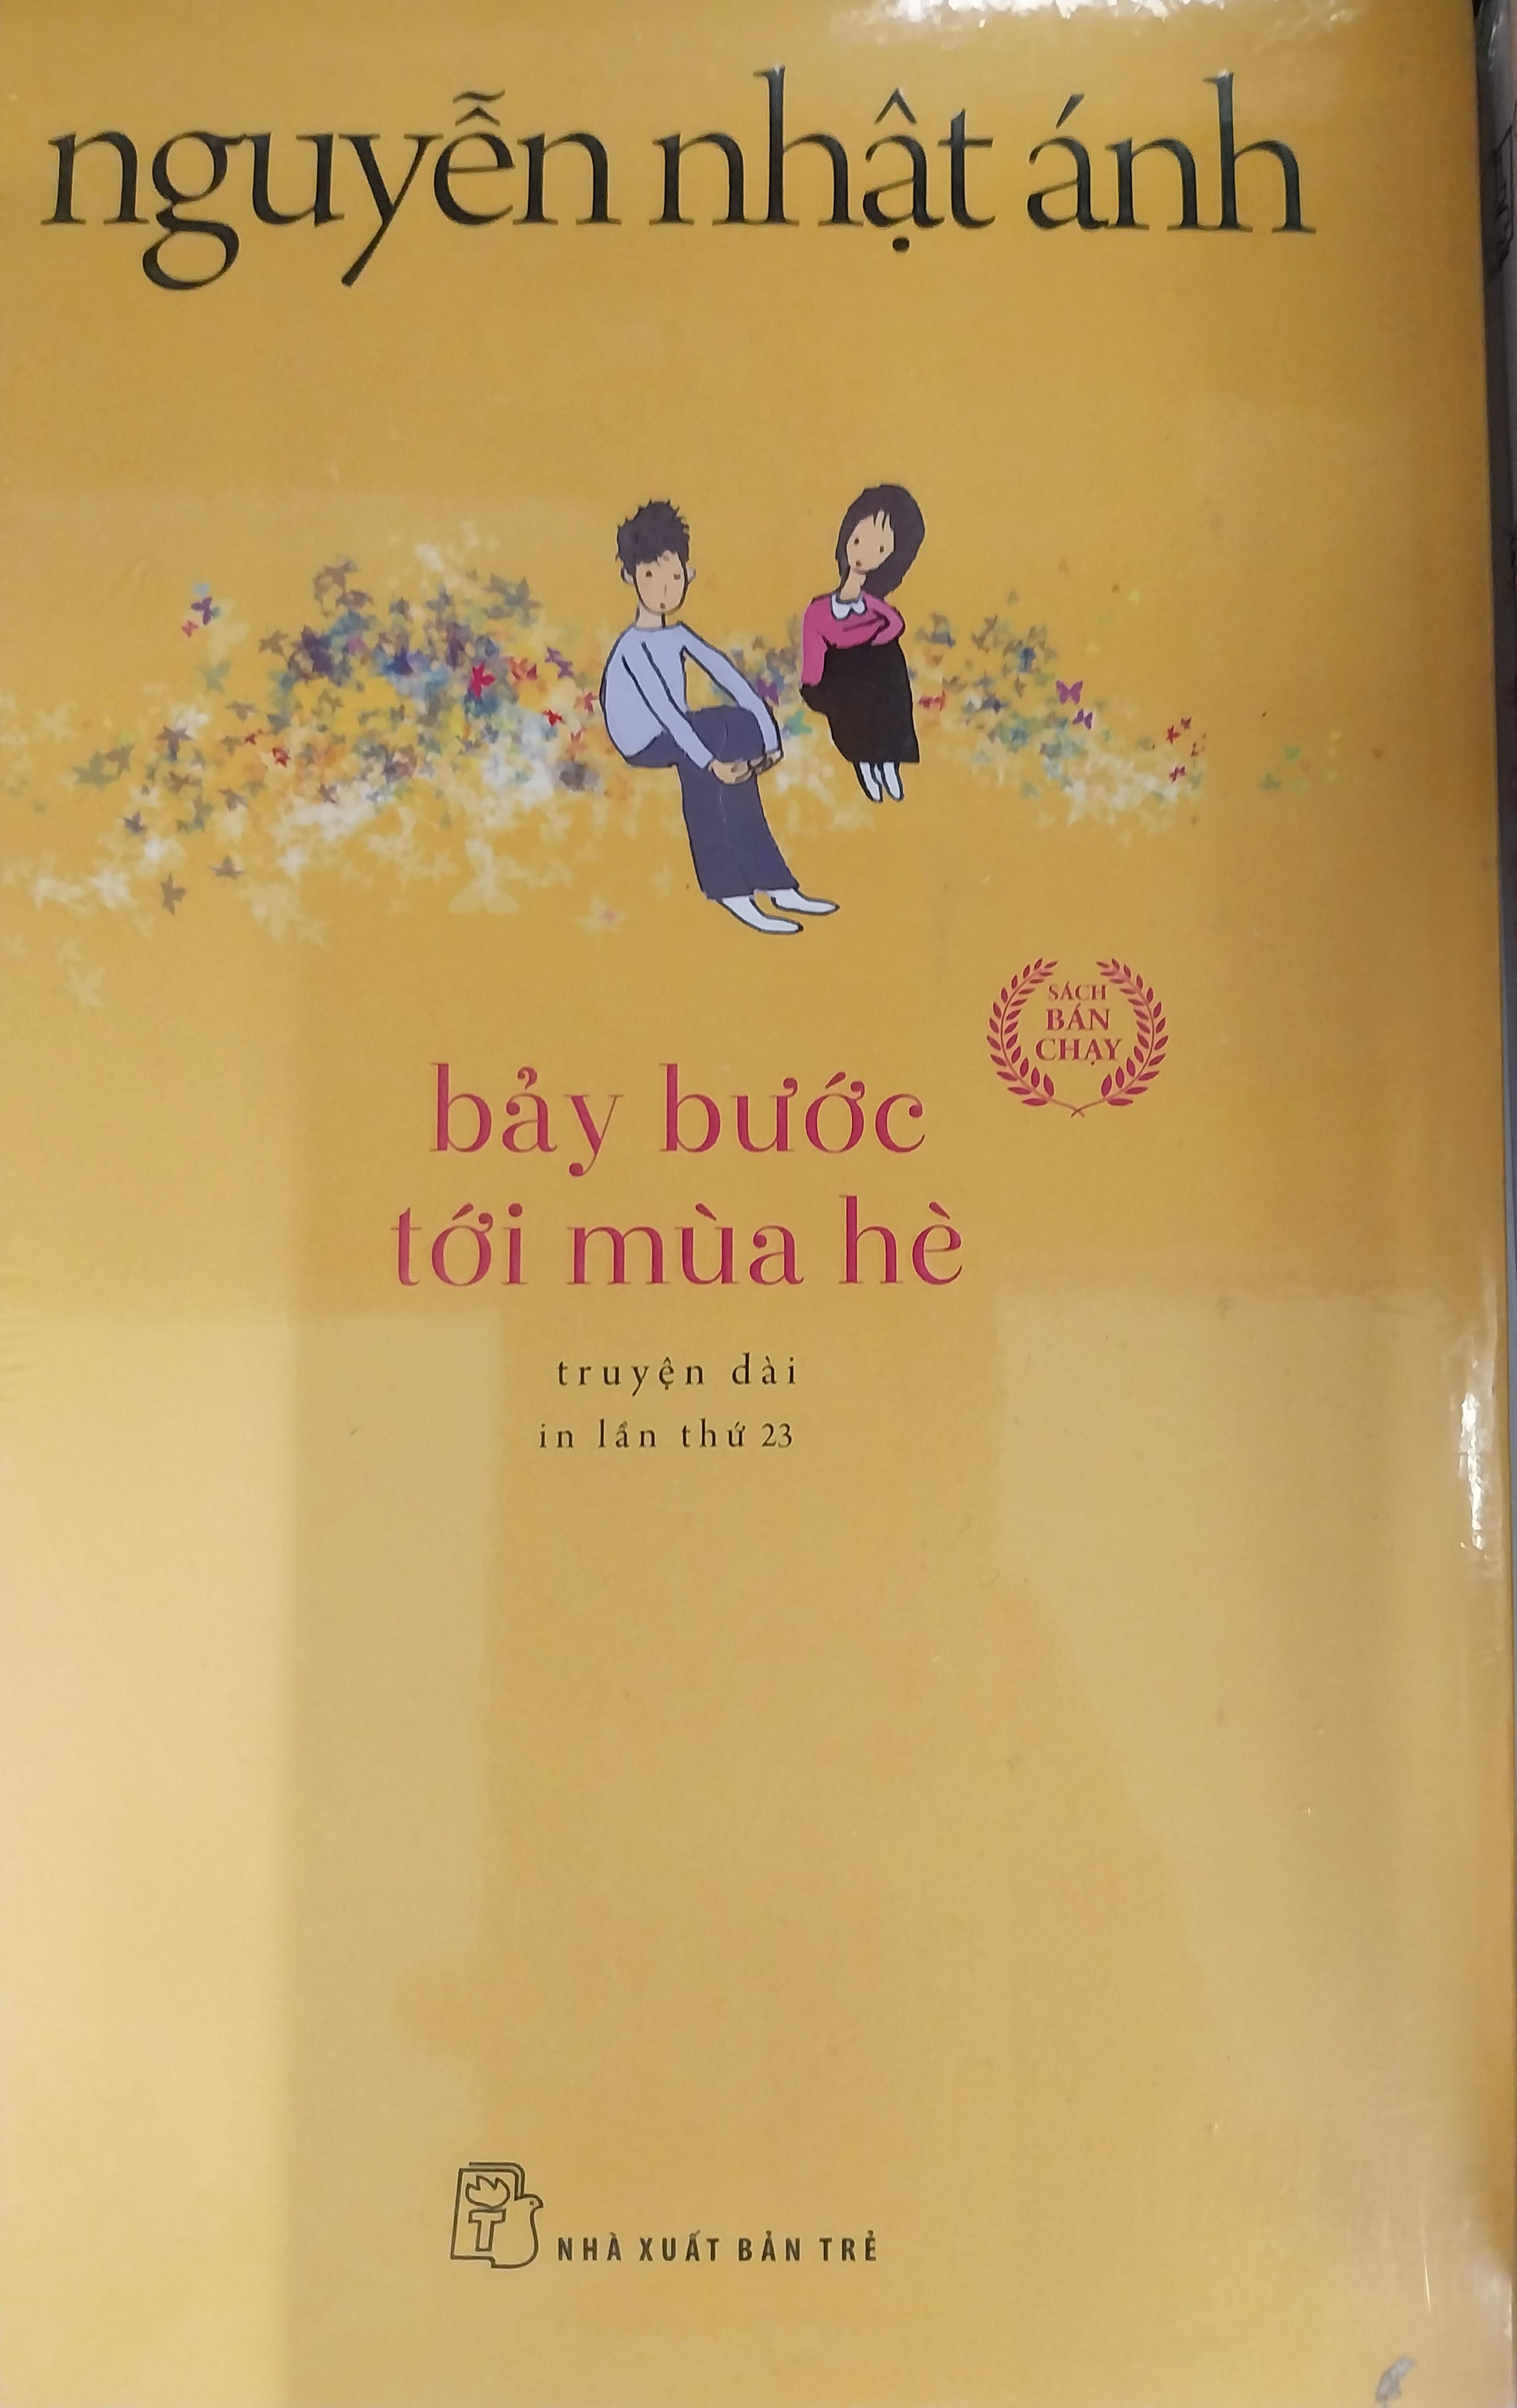 nguyễn nhật ánh
SÁCH
BÁN
CHẠY
bảy bước
tới mùa hè
truyện dài
in lần thứ 23
T
NHÀ XUẤT BẢN TRẺ